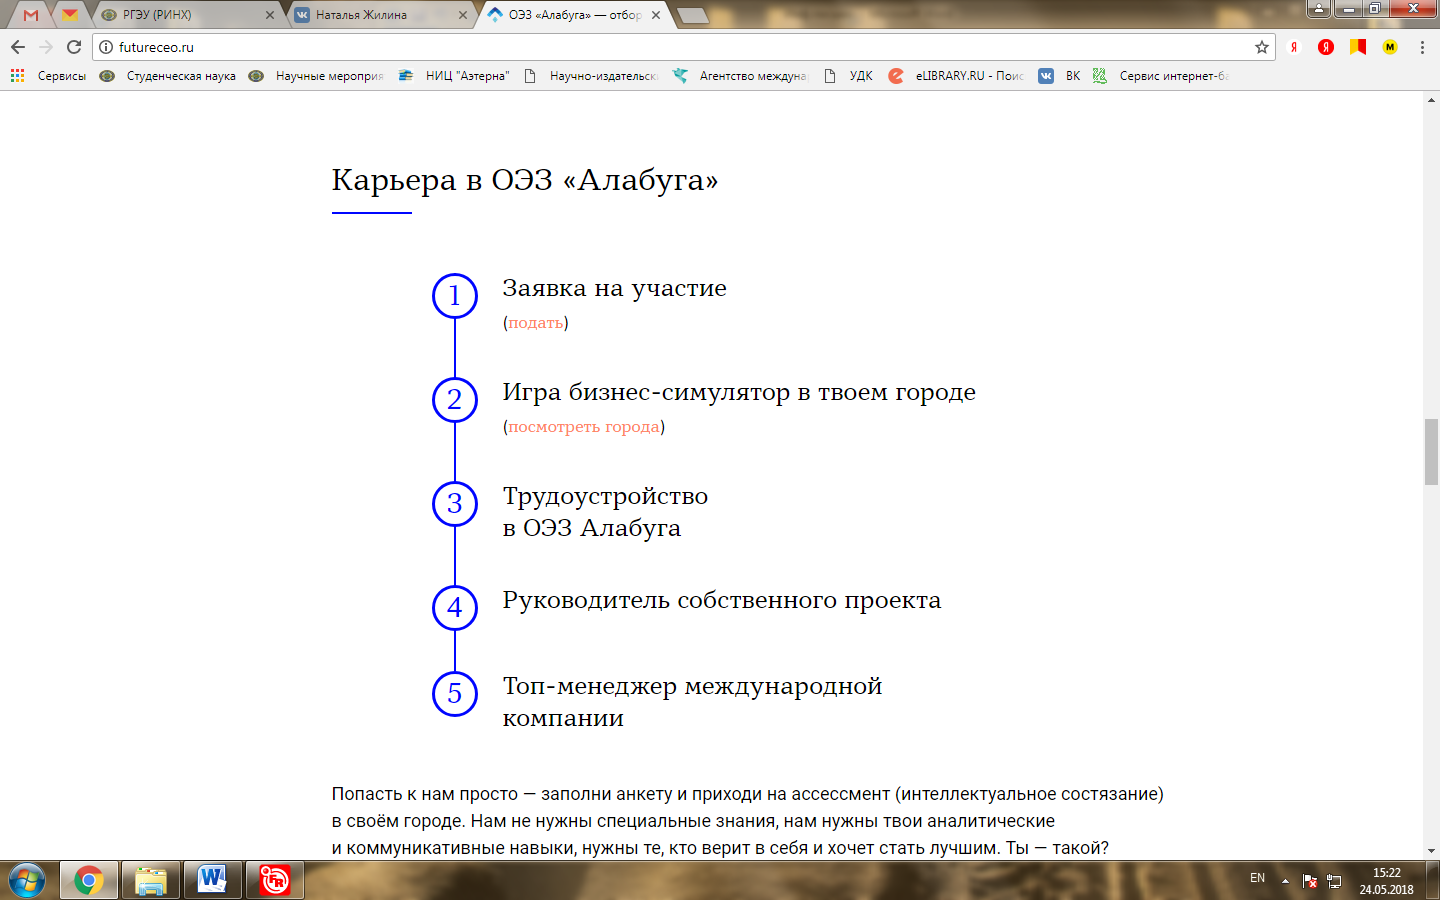 РГЭУ (РИНХ)
Наталья Жилина
ОЭЗ «Алабуга» — отбор
futureceo.ru
Сервисы
Студенческая наука
Научные меропри
НИЦ "Аэтерна"
Научно-издательск
Агентство междуна
УДК
eLIBRARY.RU - Поис
ВК
Сервис интернет-ба
Карьера в ОЭЗ «Алабуга»
1
Заявка на участие
(подать)
2
Игра бизнес-симулятор в твоем городе
(посмотреть города)
3
Трудоустройство
в ОЭЗ Алабуга
4
Руководитель собственного проекта
5
Топ-менеджер международной
компании
Попасть к нам просто — заполни анкету и приходи на ассессмент (интеллектуальное состязание)
в своём городе. Нам не нужны специальные знания, нам нужны твои аналитические
и коммуникативные навыки, нужны те, кто верит в себя и хочет стать лучшим. Ты — такой?
EN
15:22
24.05.2018